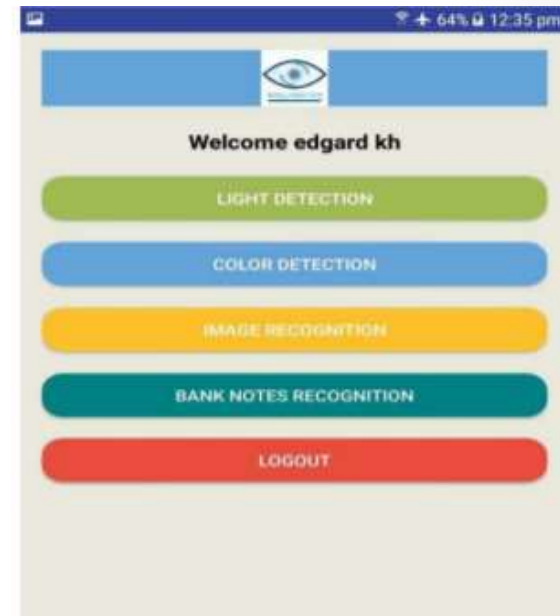 64% 12:35 pm
Welcome edgard kh
LIGHT DETECTION
COLOR DETECTION
IMAGE RECOGNITION
BANK NOTES RECOGNITION
LOGOUT